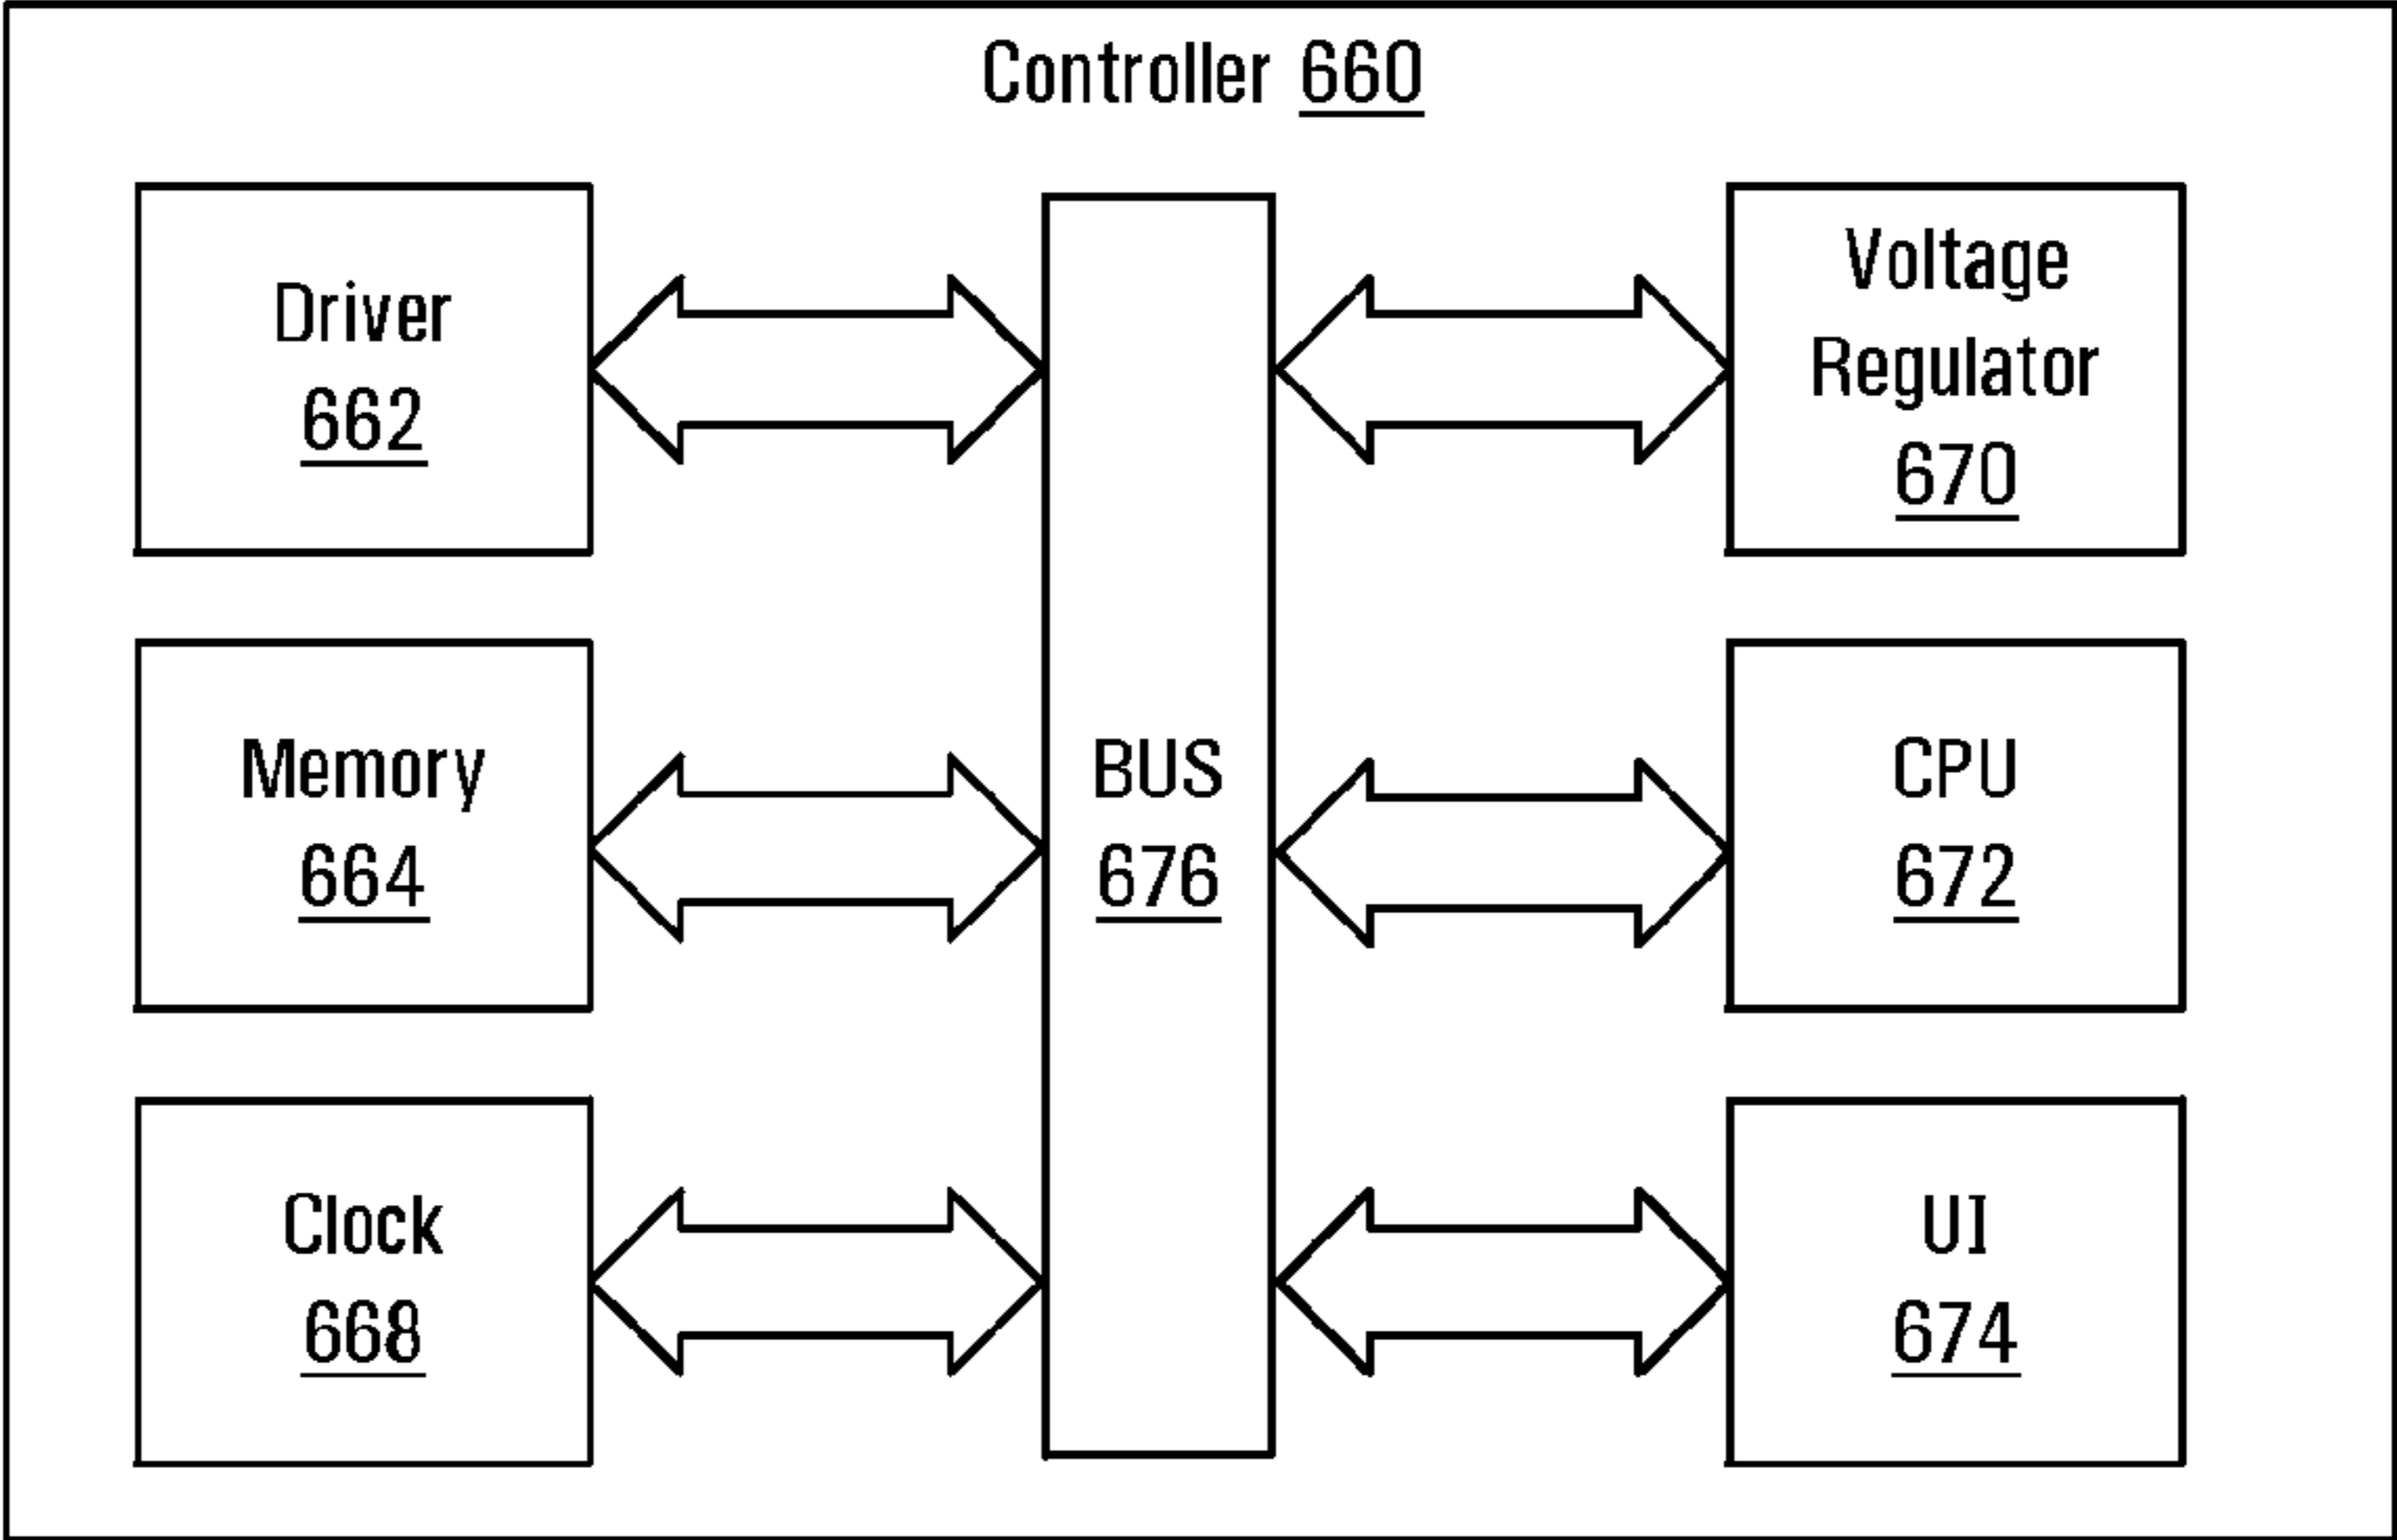 Controller 660
Driver
662
Memory
664
Clock
668
BUS
676
Voltage
Regulator
670
CPU
672
UI
674